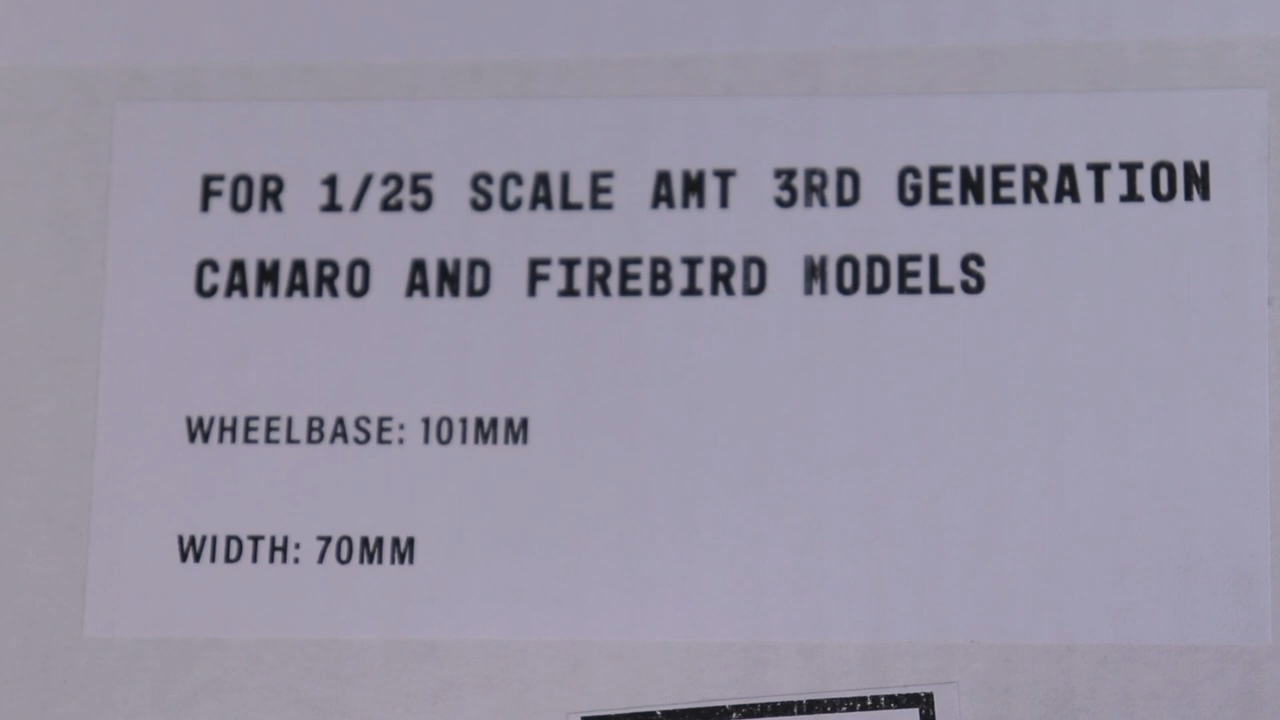 FOR 1/25 SCALE AMT 3RD GENERATION
CAMARO AND FIREBIRD MODELS
WHEELBASE: 101MM
WIDTH: 70MM